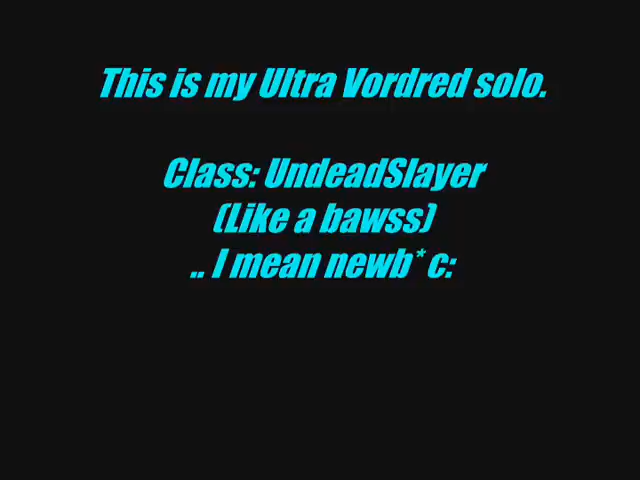 This is my Ultra Vordred solo.
Class: UndeadSlayer
(Like a bawss)
.. I mean newb* c: